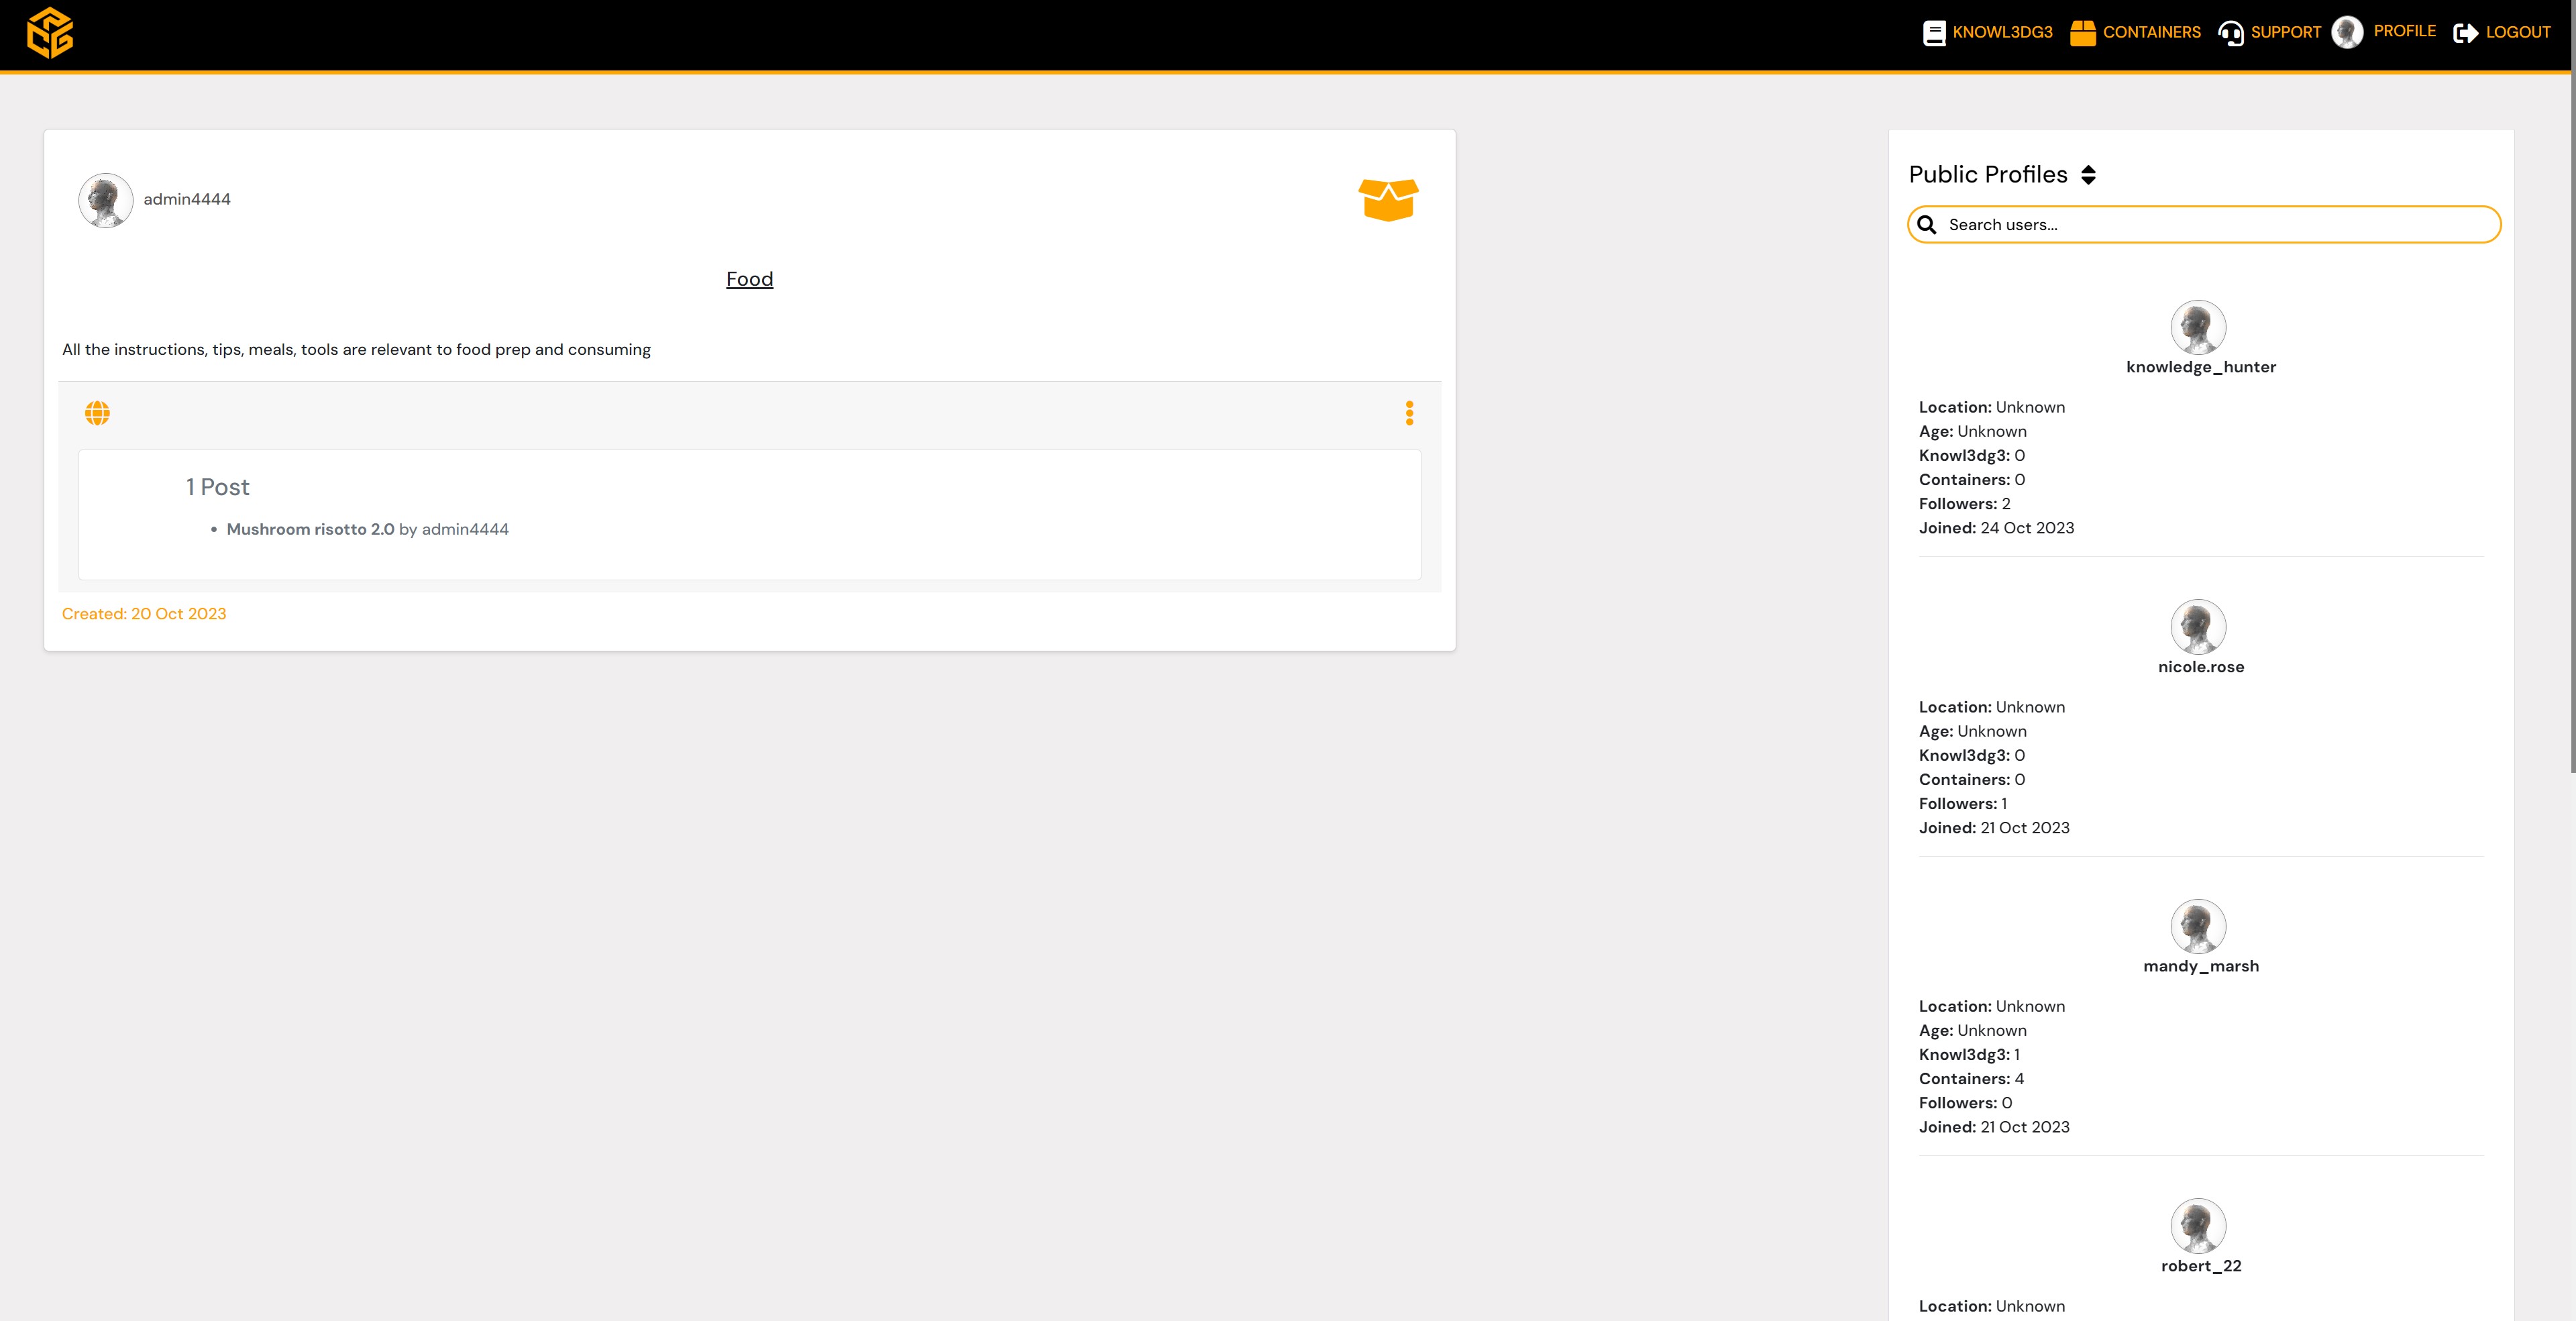 KNOWL3DG3 CONTAINERS SUPPORT PROFILE LOGOUT
admin4444
Food
All the instructions, tips, meals, tools are relevant to food prep and consuming
1 Post
• Mushroom risotto 2.0 by admin4444
Created: 20 Oct 2023
Public Profiles
Search users...
knowledge_hunter
Location: Unknown
Age: Unknown
Knowl3dg3: 0
Containers: 0
Followers: 2
Joined: 24 Oct 2023
nicole.rose
Location: Unknown
Age: Unknown
Knowl3dg3: 0
Containers: 0
Followers: 1
Joined: 21 Oct 2023
mandy_marsh
Location: Unknown
Age: Unknown
Knowl3dg3: 1
Containers: 4
Followers: 0
Joined: 21 Oct 2023
robert_22
Location: Unknown